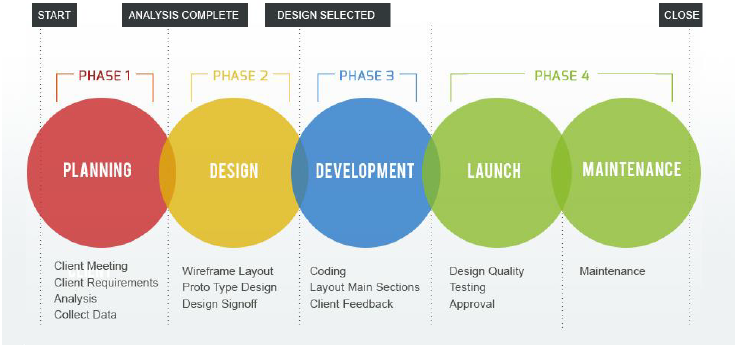 START
ANALYSIS COMPLETE
DESIGN SELECTED
CLOSE
PHASE 1
PHASE 2
PHASE 3
PHASE 4
PLANNING
DESIGN
DEVELOPMENT
LAUNCH
MAINTENANCE
Client Meeting
Client Requirements
Analysis
Collect Data
Wireframe Layout
Proto Type Design
Design Signoff
Coding
Layout Main Sections
Client Feedback
Design Quality
Testing
Approval
Maintenance